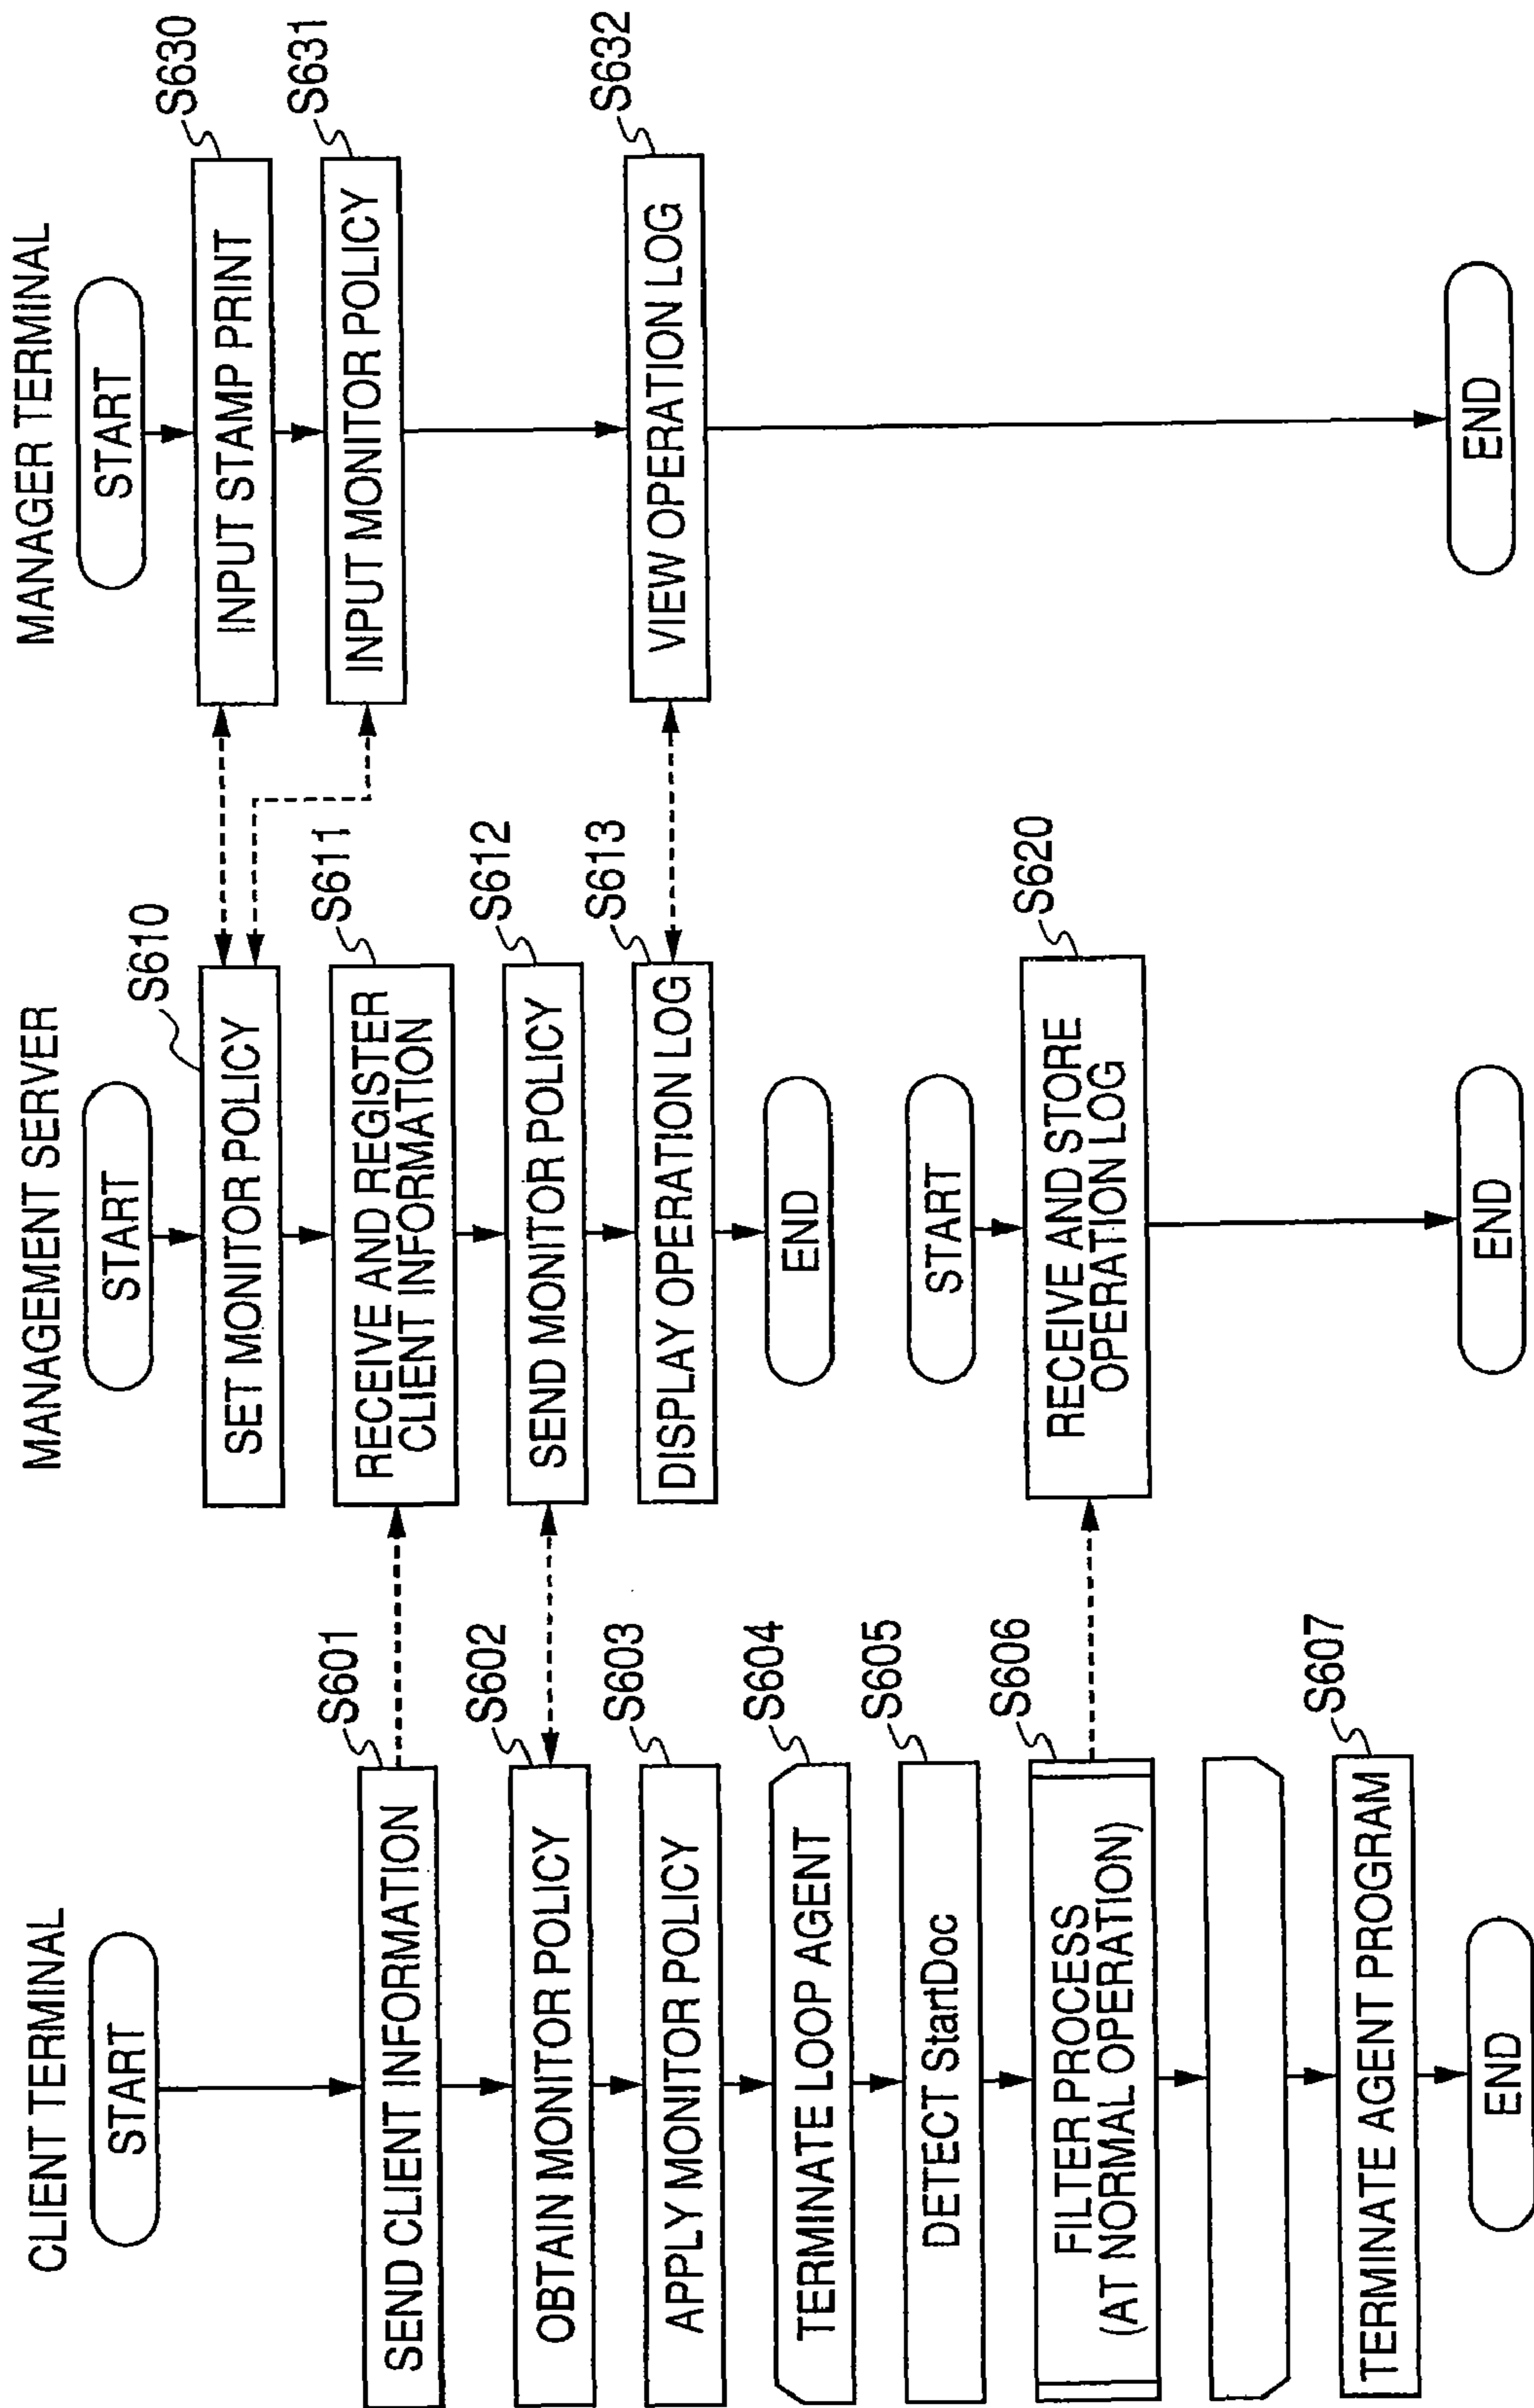 CLIENT TERMINAL
START
SEND CLIENT INFORMATION
S601
OBTAIN MONITOR POLICY
S602
APPLY MONITOR POLICY
S603
TERMINATE LOOP AGENT
S604
DETECT StartDoc
S605
FILTER PROCESS
(AT NORMAL OPERATION)
S606
TERMINATE AGENT PROGRAM
S607
END
MANAGEMENT SERVER
START
S610
SET MONITOR POLICY
RECEIVE AND REGISTER
CLIENT INFORMATION
S611
SEND MONITOR POLICY
S612
DISPLAY OPERATION LOG
S613
END
START
RECEIVE AND STORE
OPERATION LOG
S620
END
MANAGER TERMINAL
START
INPUT STAMP PRINT
S630
INPUT MONITOR POLICY
S631
VIEW OPERATION LOG
S632
END